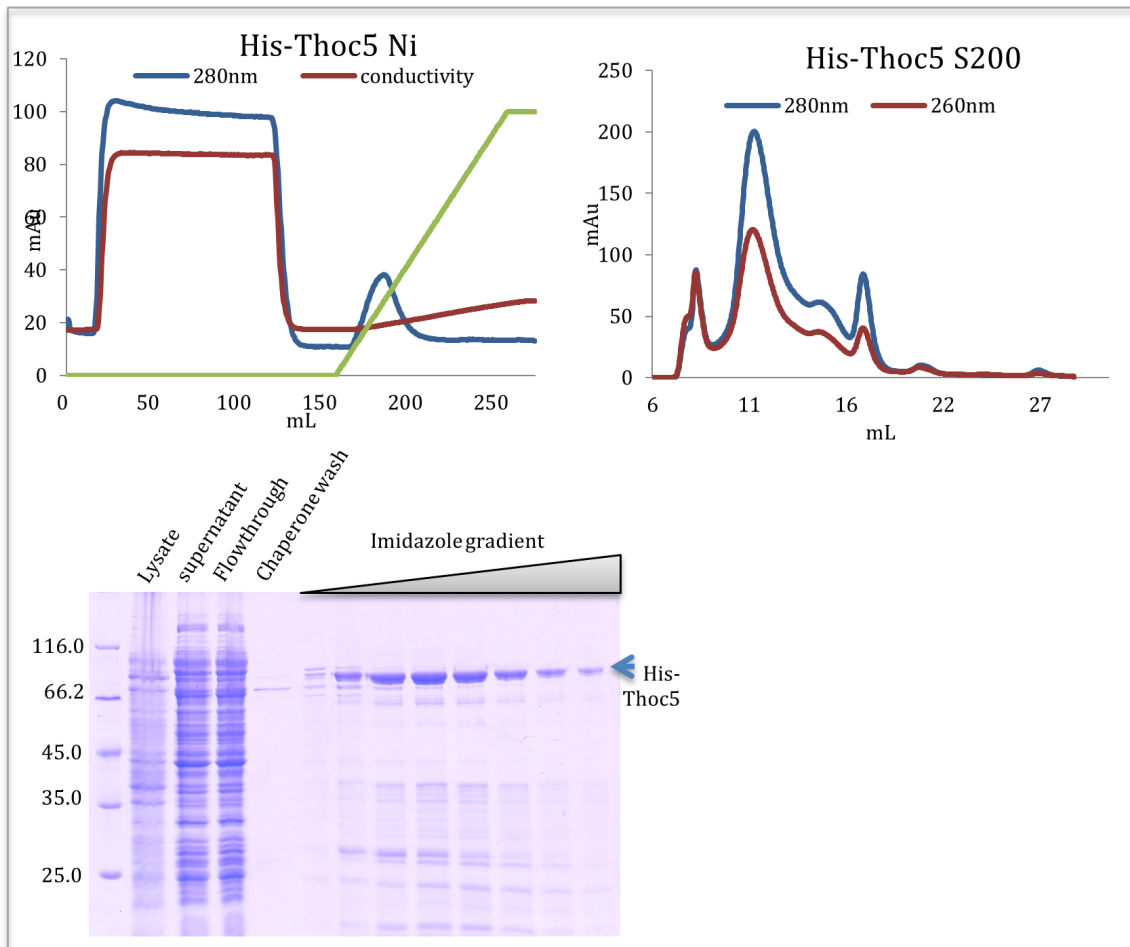 His-Thoc5 Ni
280nm conductivity
120
100
80
60
40
20
0
mAu
0 50 100 150 200 250
mL
His-Thoc5 S200
280nm 260nm
250
200
150
100
50
0
mAu
6 11 16 22 27
mL
Lysate
supernatant
Flowthrough
Chaperone wash
Imidazole gradient
116.0
66.2
45.0
35.0
25.0
His-
Thoc5